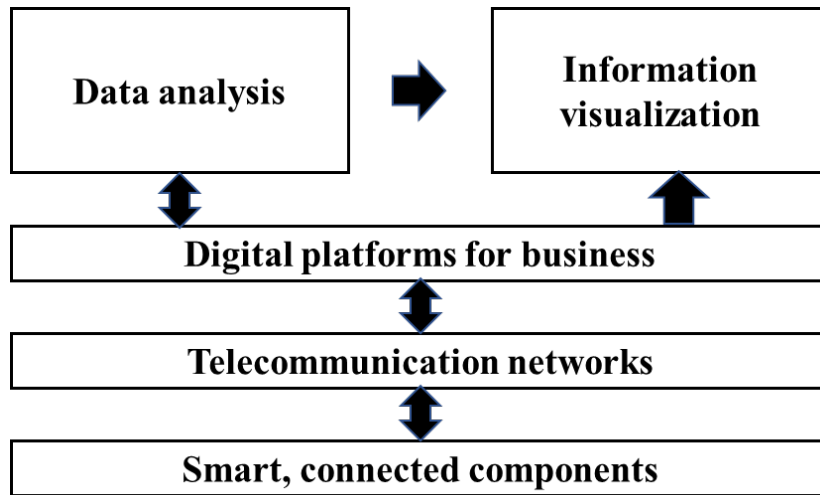 Data analysis
Information
visualization
Digital platforms for business
Telecommunication networks
Smart, connected components